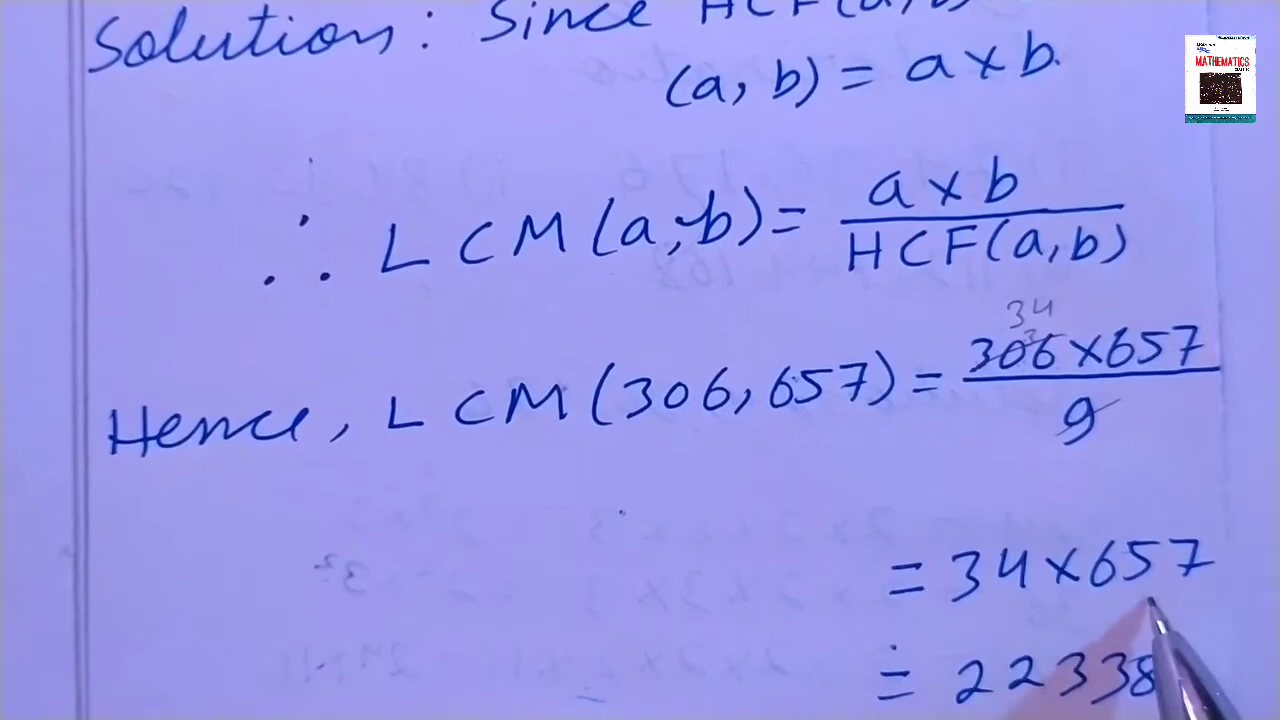 Solution: Since HCF(a,b)
(a, b) = a×b.
∴ LCM(a,b) = a×b
HCF(a,b)
34
Hence, LCM(306,657) = 306×657
9
= 34×657
= 22338
MATHEMATICS